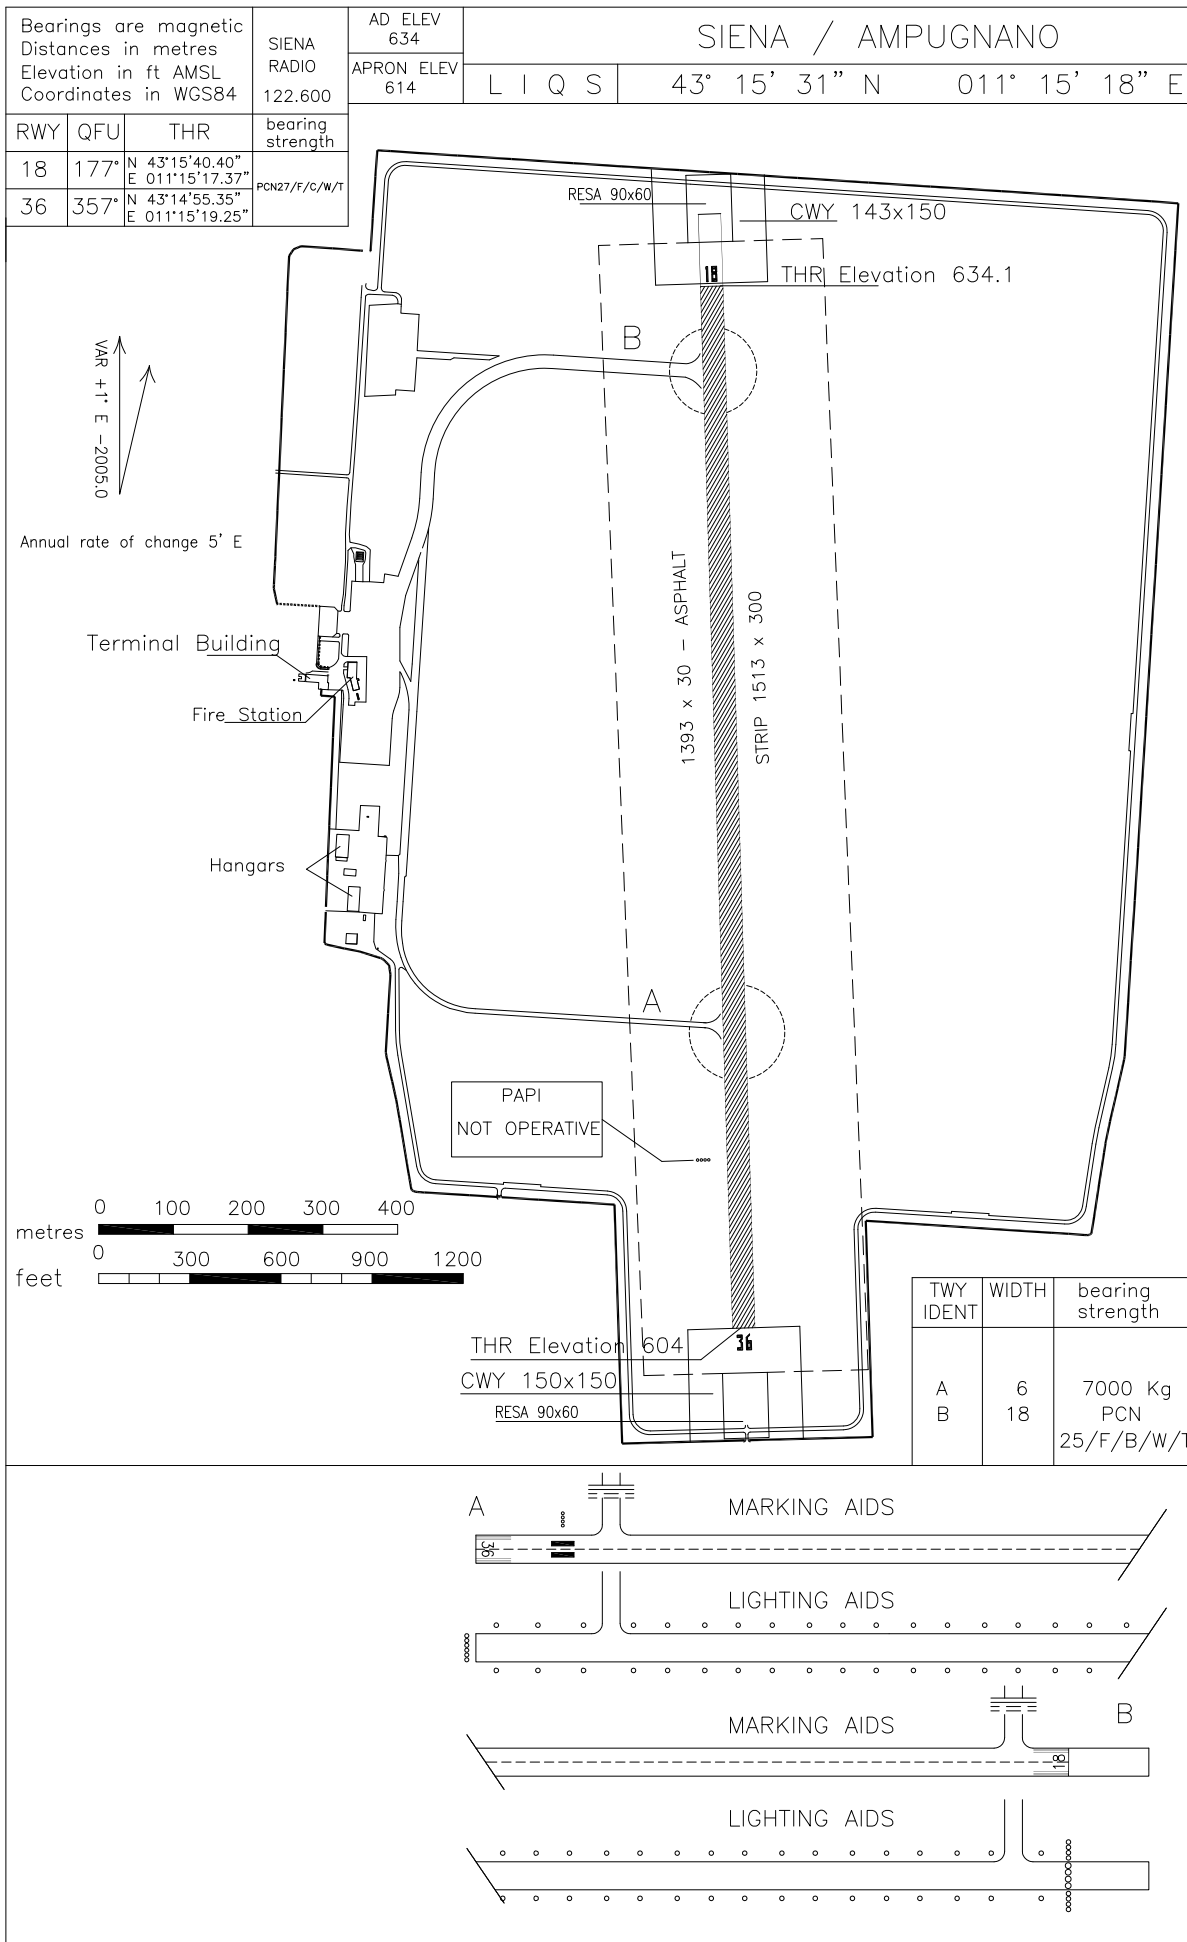 Bearings are magnetic
Distances in metres
Elevation in ft AMSL
Coordinates in WGS84
SIENA
RADIO
122.600
AD ELEV
634
APRON ELEV
614
SIENA / AMPUGNANO
L I Q S
43° 15’ 31” N 011° 15’ 18” E
RWY QFU THR bearing
strength
18 177° N 43°15’40.40”
E 011°15’17.37”
PCN27/F/C/W/T
36 357° N 43°14’55.35”
E 011°15’19.25”
RESA 90x60
CWY 143x150
18
THR Elevation 634.1
B
VAR +1° E -2005.0
Annual rate of change 5’ E
1393 x 30 - ASPHALT
STRIP 1513 x 300
Terminal Building
Fire Station
Hangars
A
PAPI
NOT OPERATIVE
0 100 200 300 400
metres
0 300 600 900 1200
feet
THR Elevation 604
36
CWY 150x150
RESA 90x60
TWY
IDENT
WIDTH
bearing
strength
A 6 7000 Kg
B 18 PCN
25/F/B/W/T
A
MARKING AIDS
36
LIGHTING AIDS
B
MARKING AIDS
18
LIGHTING AIDS